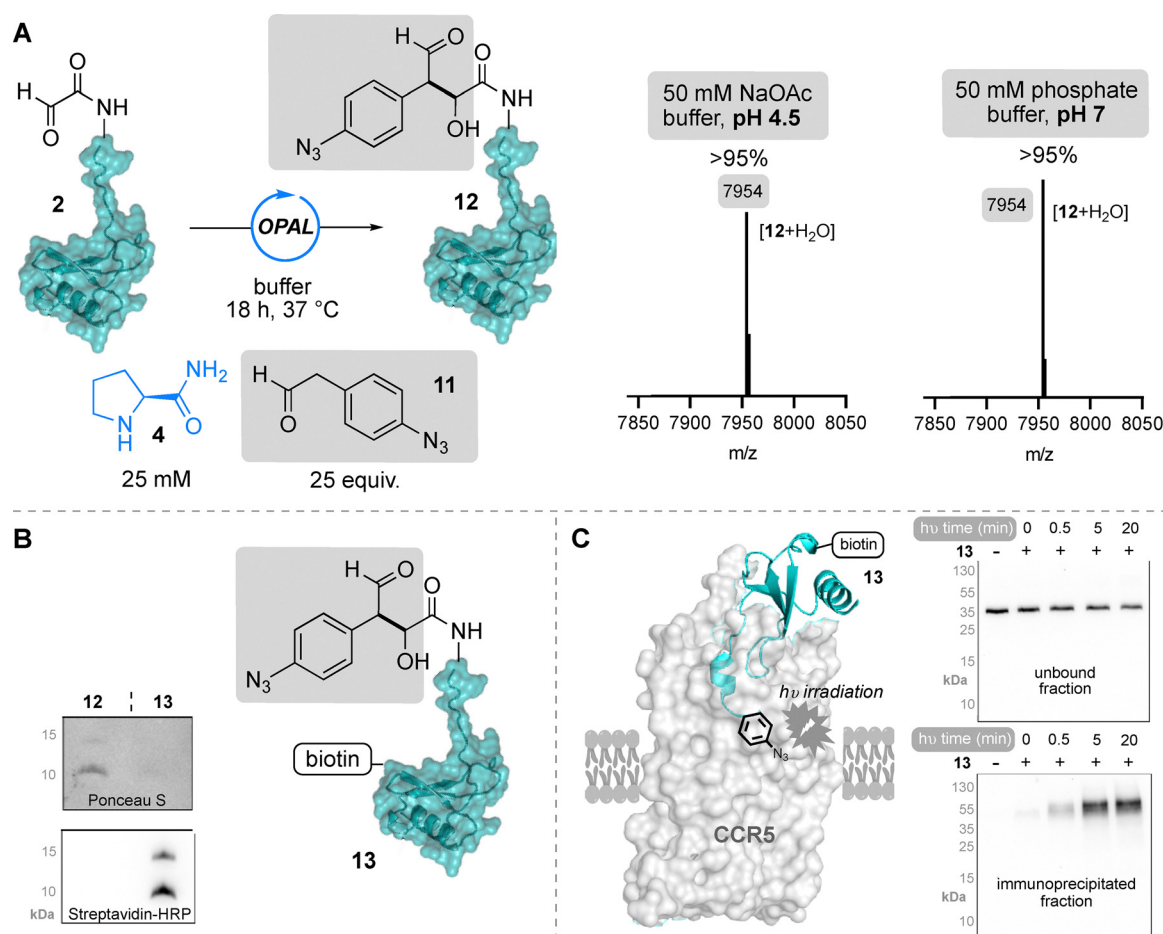 A
H
O
O
NH
H
O
2
OPAL
buffer
18 h, 37 °C
H
O
O
NH
OH
N3
12
NH2
N
H
O
4
25 mM
H
O
11
N3
25 equiv.
50 mM NaOAc
buffer, pH 4.5
>95%
7954
[12+H2O]
7850 7900 7950 8000 8050
m/z
50 mM phosphate
buffer, pH 7
>95%
7954
[12+H2O]
7850 7900 7950 8000 8050
m/z
B
12 13
15
10
Ponceau S
15
10
kDa
Streptavidin-HRP
H
O
O
NH
OH
N3
biotin
13
C
biotin
13
hυ irradiation
N3
CCR5
hυ time (min) 0 0.5 5 20
13 - + + + +
130
55
35
25
15
kDa
10
unbound
fraction
hυ time (min) 0 0.5 5 20
13 - + + + +
130
55
35
25
15
kDa
10
immunoprecipitated
fraction